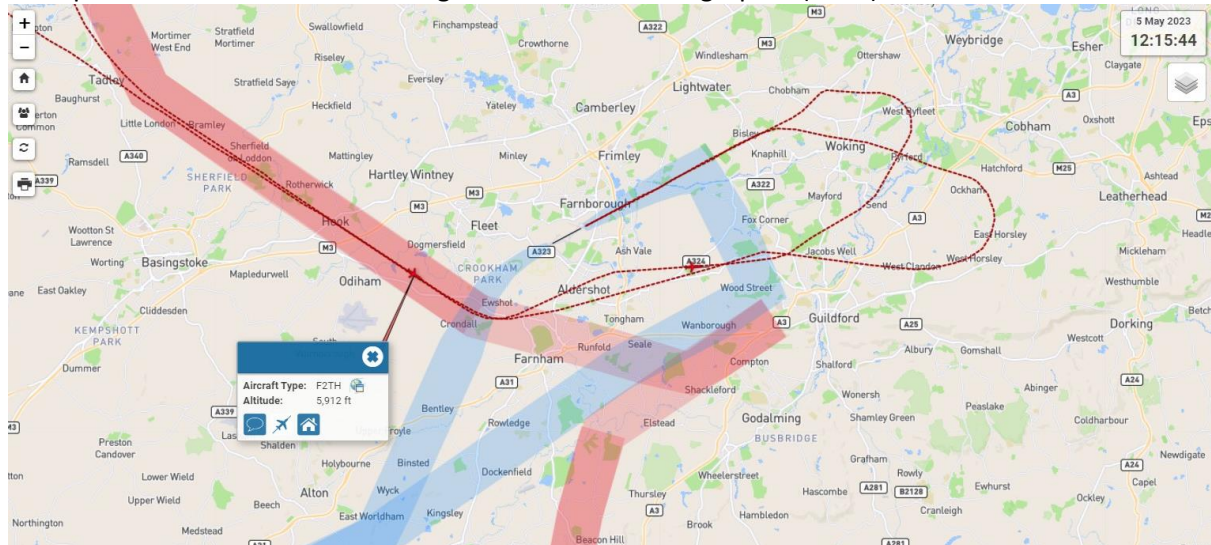 Swallowfield
Finchampstead
A322
M3
5 May 2023
12:15:44
+
−
Mortimer
West End
Stratfield
Mortimer
Riseley
Crowthorne
Windlesham
M3
Ottershaw
Weybridge
Esher
Claygate
Tadley
Stratfield Saye
Eversley
Lightwater
Chobham
Baughurst
Heckfield
Yateley
Camberley
A3
Little London
Bramley
Bisley
West Byfleet
Cobham
Oxshott
Common
Sherfield
on Loddon
Mattingley
Minley
Frimley
Knaphill
Woking
A340
Ramsdell
Hartley Wintney
Pyrford
Hatchford
M25
Ashtead
A339
SHERFIELD
PARK
Rotherwick
M3
A322
Mayford
Ockham
Leatherhead
Farnborough
Send
A3
M3
Hook
Fleet
Fox Corner
Wootton St
Lawrence
Dogmersfield
A323
Ash Vale
East Horsley
M3
Jacobs Well
Mickleham
Worting
Basingstoke
Mapledurwell
CROOKHAM
PARK
A324
West Clandon
West Horsley
Odiham
Aldershot
Wood Street
Westhumble
East Oakley
Cliddesden
Ewshot
Tongham
Wanborough
A3
Guildford
A25
Dorking
KEMPSHOTT
PARK
Crondall
Runfold
Seale
Westcott
Dummer
Farnham
Compton
Albury
Gomshall
Shalford
A31
Shackleford
A24
Aircraft Type: F2TH
Altitude: 5,912 ft
Wonersh
Abinger
A339
Bentley
Rowledge
Elstead
Godalming
Shamley Green
Peaslake
Coldharbour
BUSBRIDGE
Preston
Candover
Shalden
Holybourne
Binsted
Dockenfield
Grafham
Newdigate
A24
Lower Wield
Wheelerstreet
Rowly
Capel
Upper Wield
Alton
Wyck
Thursley
Hascombe
A281
B2128
Ewhurst
Ockley
Beech
East Worldham
Kingsley
A3
Hambledon
Cranleigh
Northington
Medstead
Brook
A31
Beacon Hill
A281